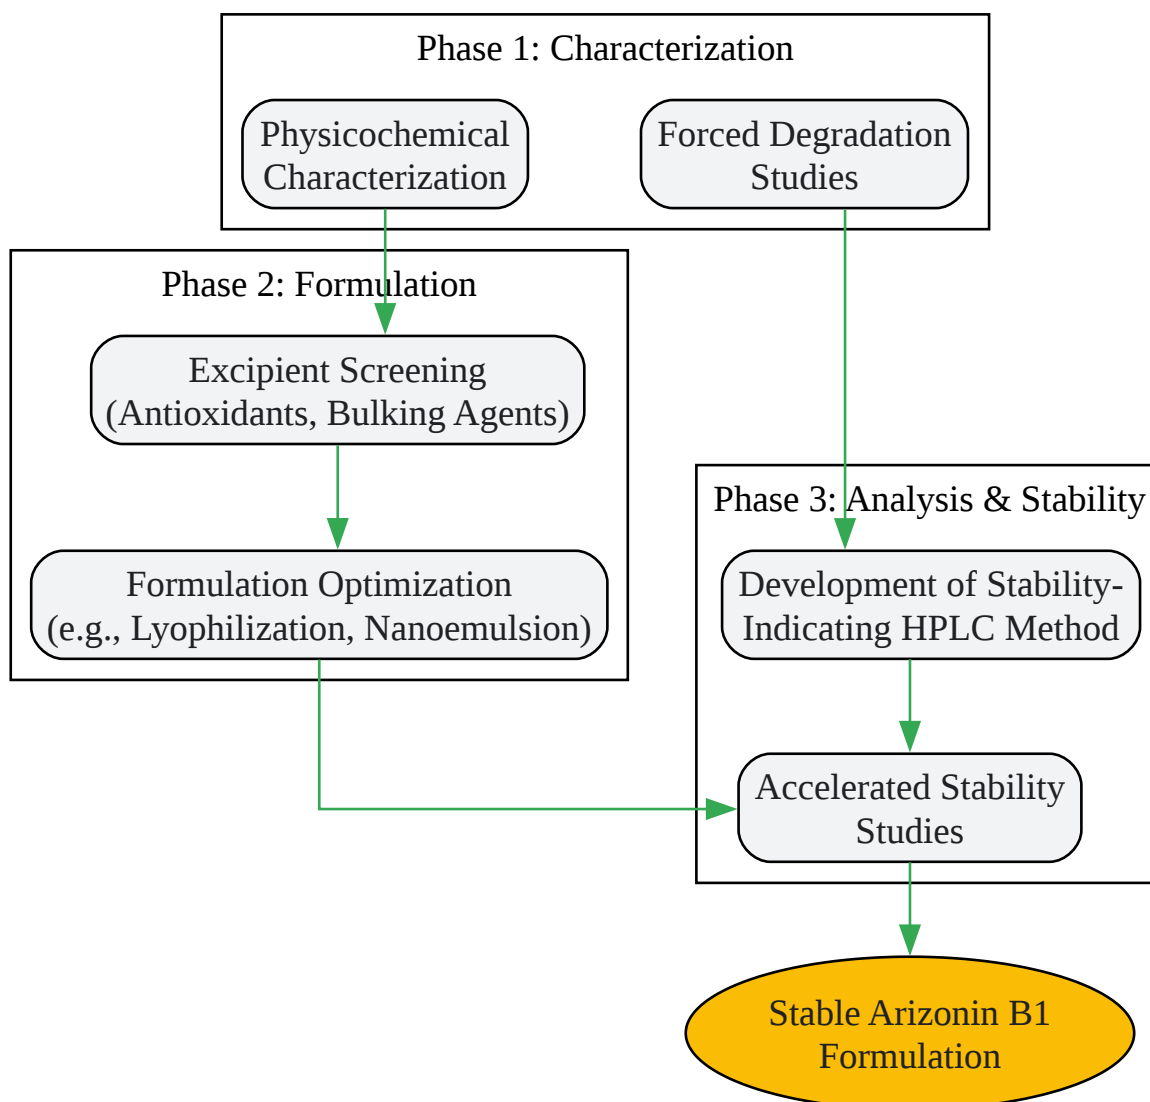 Phase 1: Characterization
Physicochemical
Characterization
Forced Degradation
Studies
Phase 2: Formulation
Excipient Screening
(Antioxidants, Bulking Agents)
Formulation Optimization
(e.g., Lyophilization, Nanoemulsion)
Phase 3: Analysis & Stability
Development of Stability-
Indicating HPLC Method
Accelerated Stability
Studies
Stable Arizonin B1
Formulation